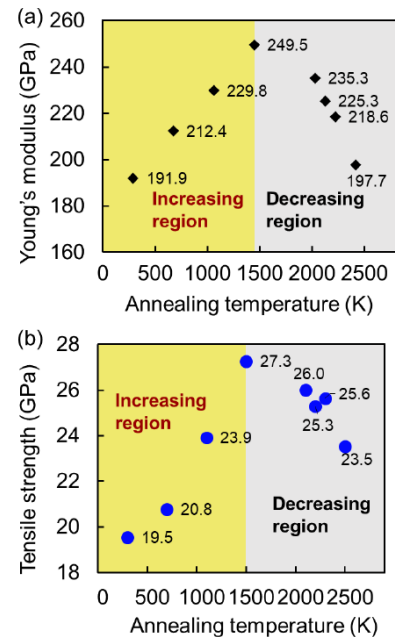 (a)
Young's modulus (GPa)
260
240
220
200
180
160
249.5
235.3
229.8
225.3
218.6
212.4
197.7
191.9
Increasing
region
Decreasing
region
0 500 1000 1500 2000 2500
Annealing temperature (K)
(b)
Tensile strength (GPa)
28
26
24
22
20
18
27.3
26.0
25.6
25.3
23.9
23.5
20.8
19.5
Increasing
region
Decreasing
region
0 500 1000 1500 2000 2500
Annealing temperature (K)